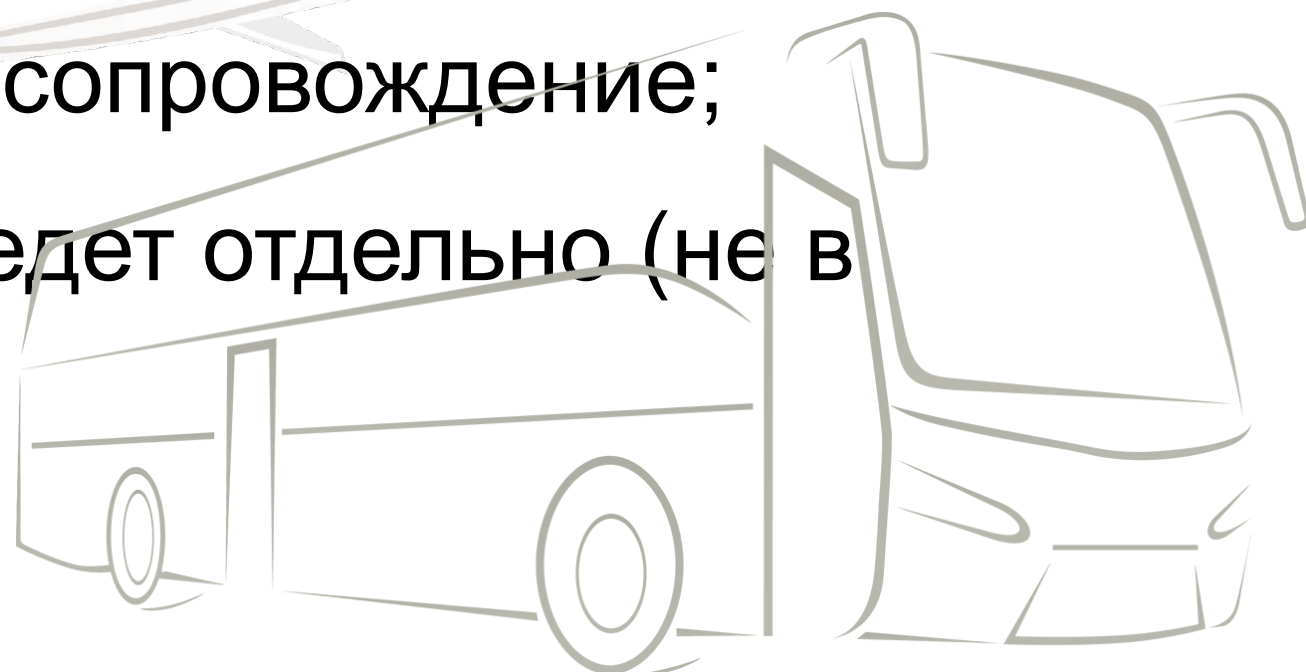 сопровождение;
едет отдельно (не в